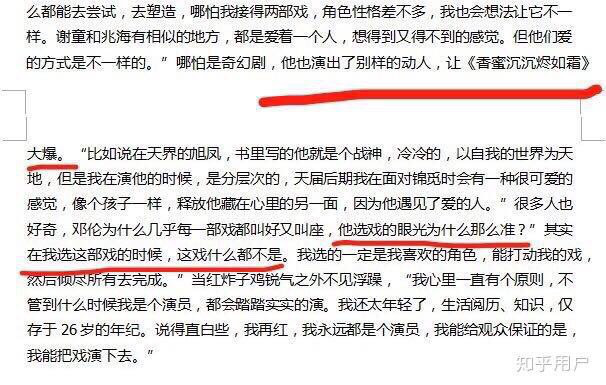 么都能去尝试，去塑造，哪怕我接得两部戏，角色性格差不多，我也会想法让它不一
样。谢童和兆海有相似的地方，都是爱着一个人，想得到又得不到的感觉。但他们爱
的方式是不一样的。”哪怕是奇幻剧，他也演出了别样的动人，让《香蜜沉沉烬如霜》
大爆。“比如说在天界的旭凤，书里写的他就是个战神，冷冷的，以自我的世界为天
地，但是我在演他的时候，是分层次的，天届后期我在面对锦觅时会有一种很可爱的
感觉，像个孩子一样，释放他藏在心里的另一面，因为他遇见了爱的人。”很多人也
好奇，邓伦为什么几乎每一部戏都叫好又叫座，他选戏的眼光为什么那么准？”其实
在我选这部戏的时候，这戏什么都不是。我选的一定是我喜欢的角色，能打动我的戏，
然后倾尽所有去完成。”当红炸子鸡锐气之外不见浮躁，“我心里一直有个原则，不
管到什么时候我是个演员，都会踏踏实实的演。我还太年轻了，生活阅历、知识，仅
存于 26 岁的年纪。说得直白些，我再红，我永远都是个演员，我能给观众保证的是，
我能把戏演下去。”
知乎用户